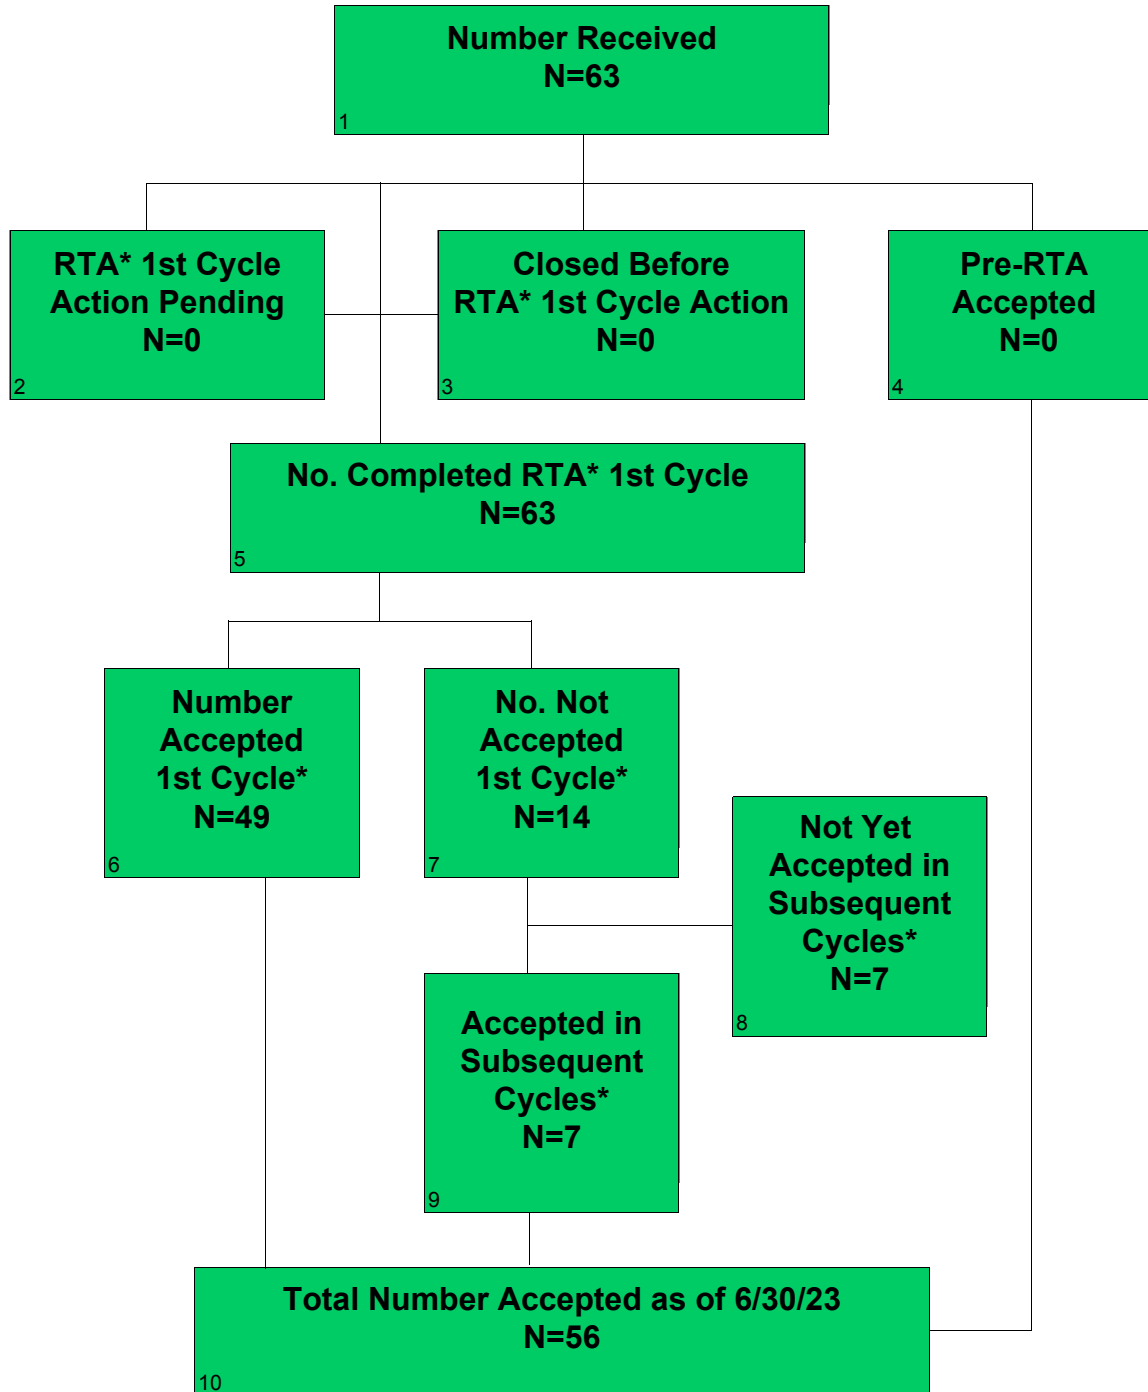 Number Received
N=63
1
RTA* 1st Cycle
Action Pending
N=0
2
Closed Before
RTA* 1st Cycle Action
N=0
3
Pre-RTA
Accepted
N=0
4
No. Completed RTA* 1st Cycle
N=63
5
Number
Accepted
1st Cycle*
N=49
6
No. Not
Accepted
1st Cycle*
N=14
7
Not Yet
Accepted in
Subsequent
Cycles*
N=7
8
Accepted in
Subsequent
Cycles*
N=7
9
Total Number Accepted as of 6/30/23
N=56
10